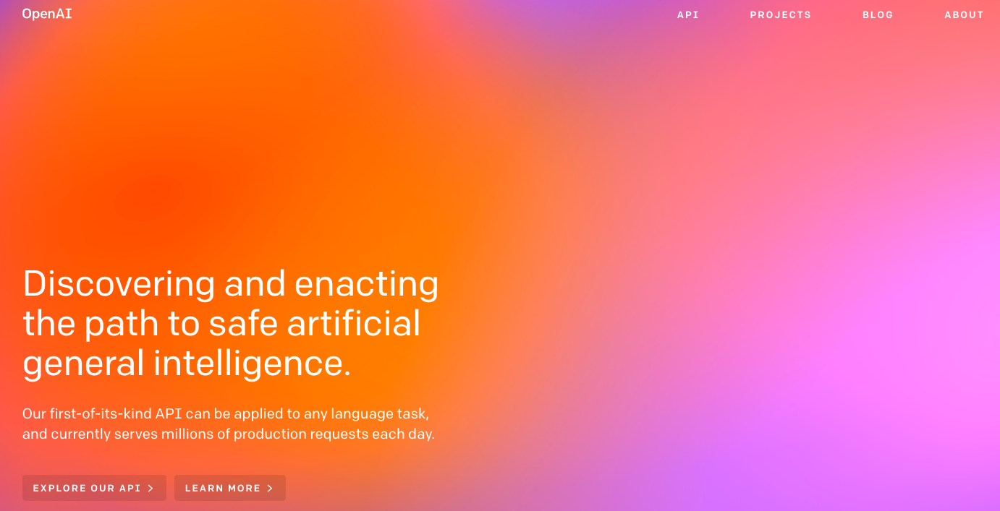 OpenAI
API PROJECTS BLOG ABOUT
Discovering and enacting
the path to safe artificial
general intelligence.
Our first-of-its-kind API can be applied to any language task,
and currently serves millions of production requests each day.
EXPLORE OUR API > LEARN MORE >